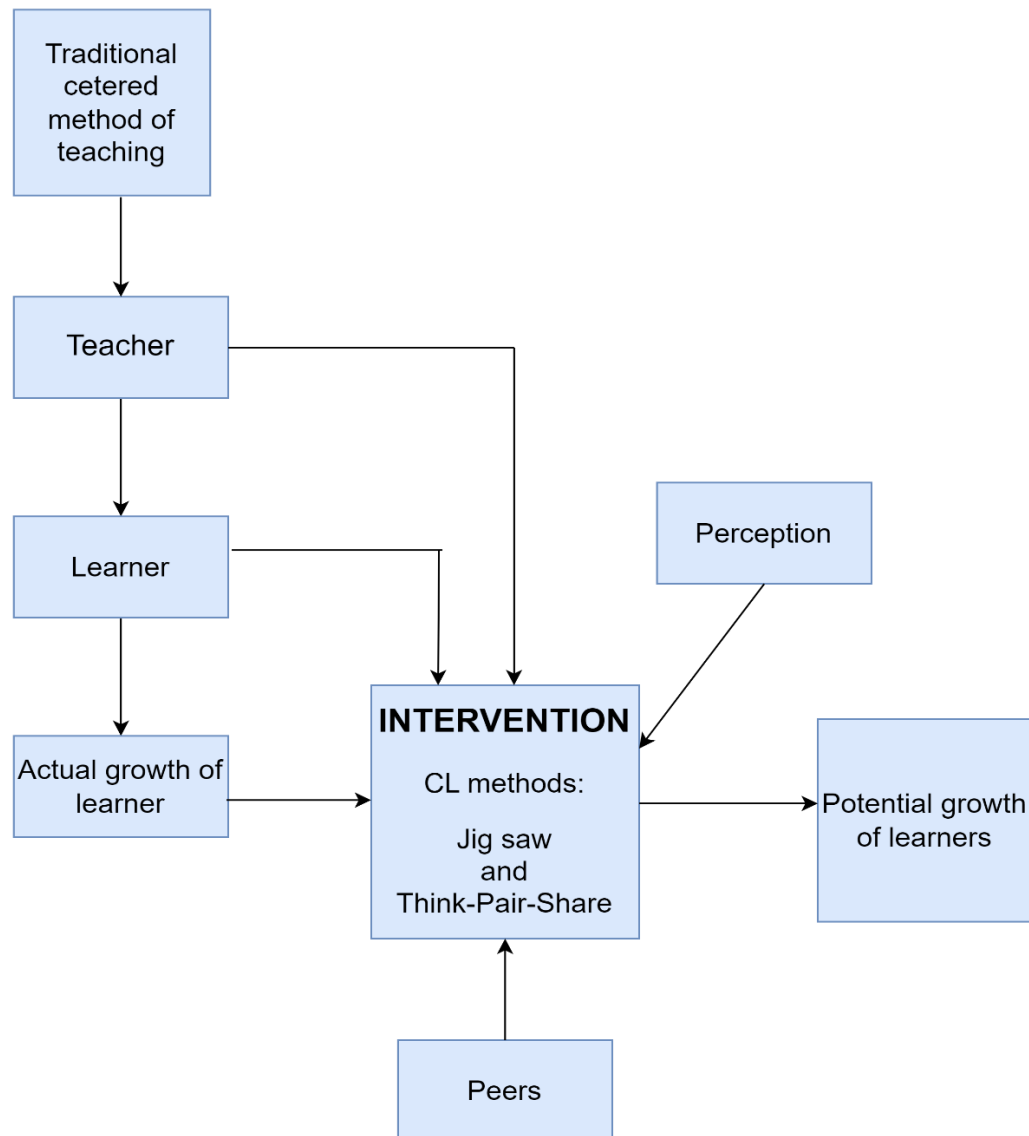 Traditional
cetered
method of
teaching
Teacher
Learner
Perception
Actual growth of
learner
INTERVENTION
CL methods:
Jig saw
and
Think-Pair-Share
Potential growth
of learners
Peers